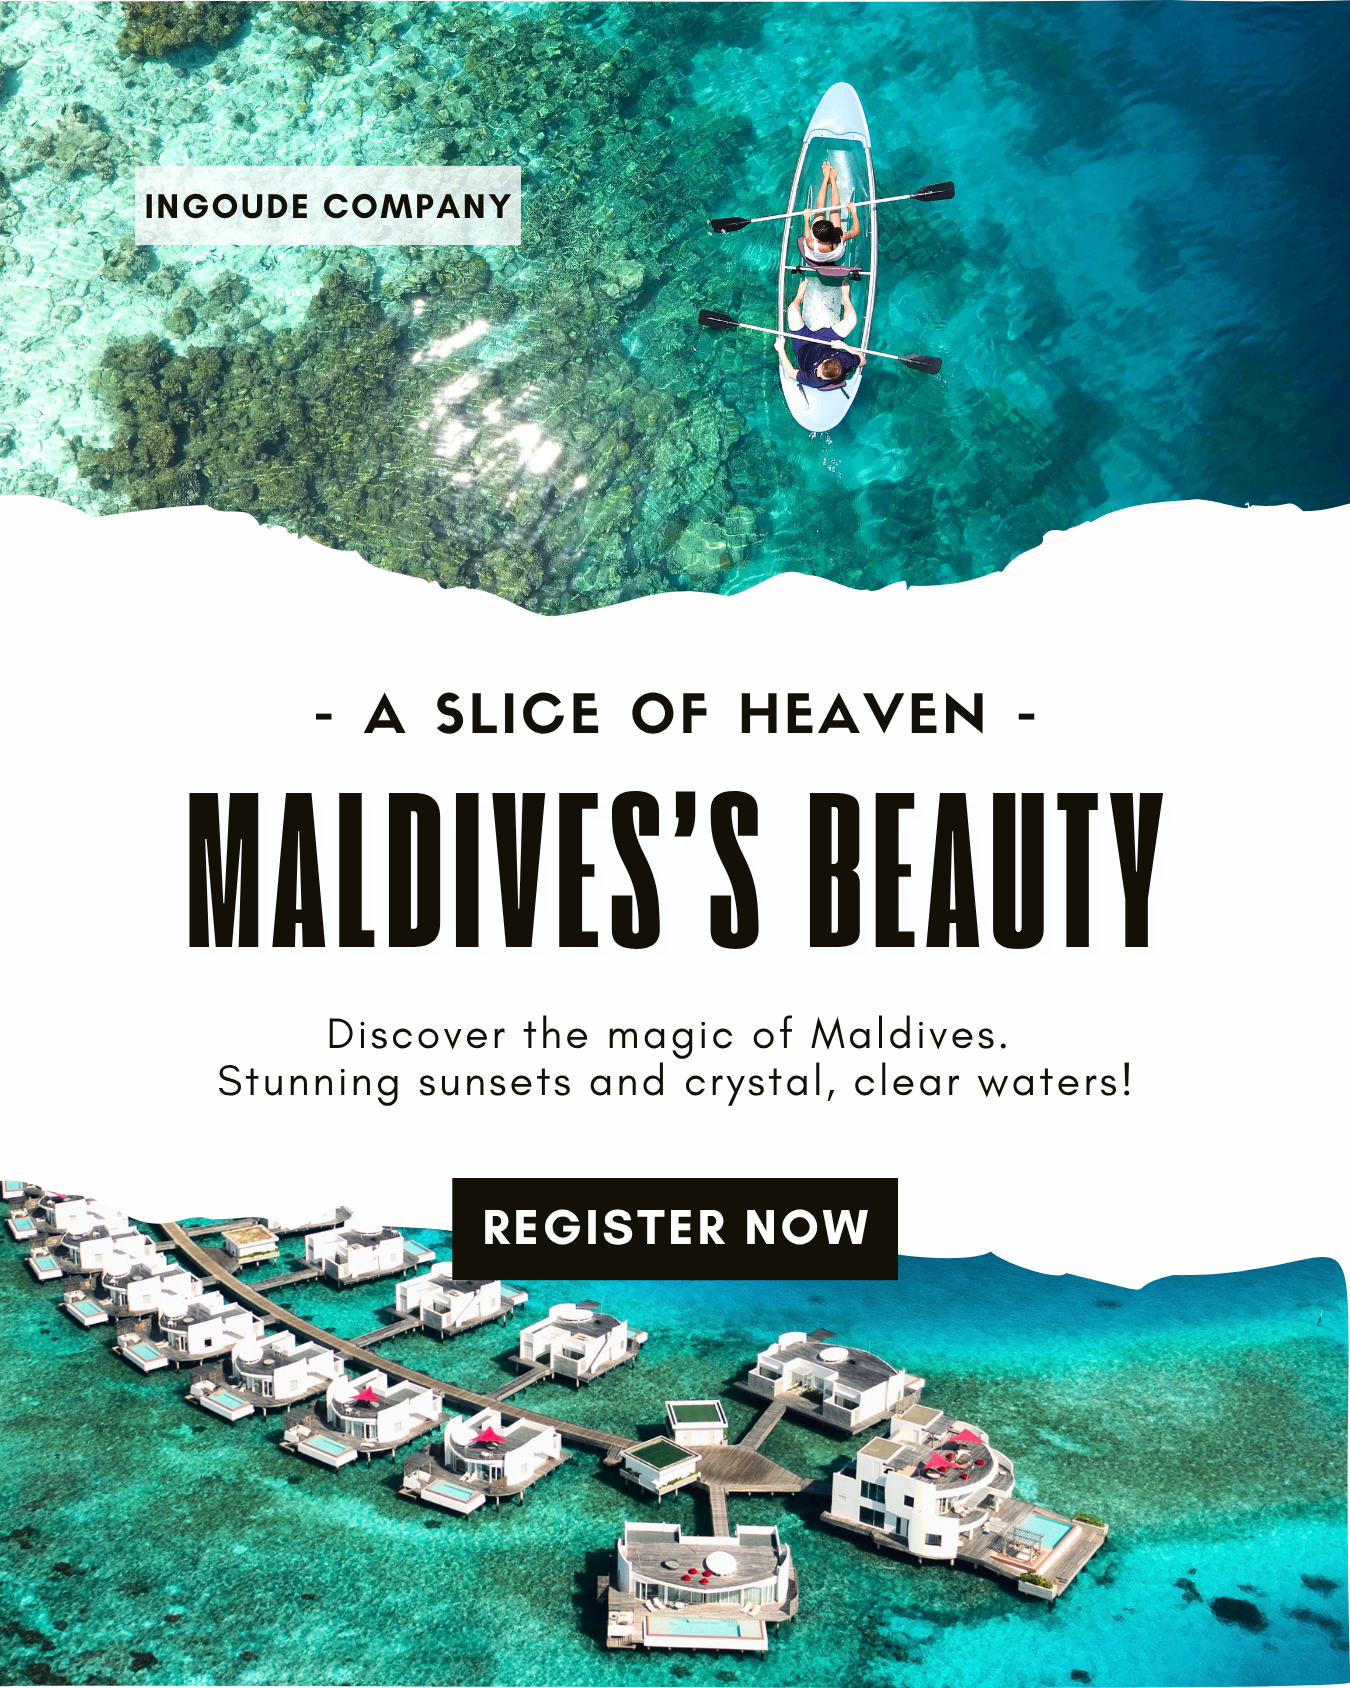 INGOUDE COMPANY
- A SLICE OF HEAVEN -
MALDIVES’S BEAUTY
Discover the magic of Maldives.
Stunning sunsets and crystal, clear waters!
REGISTER NOW